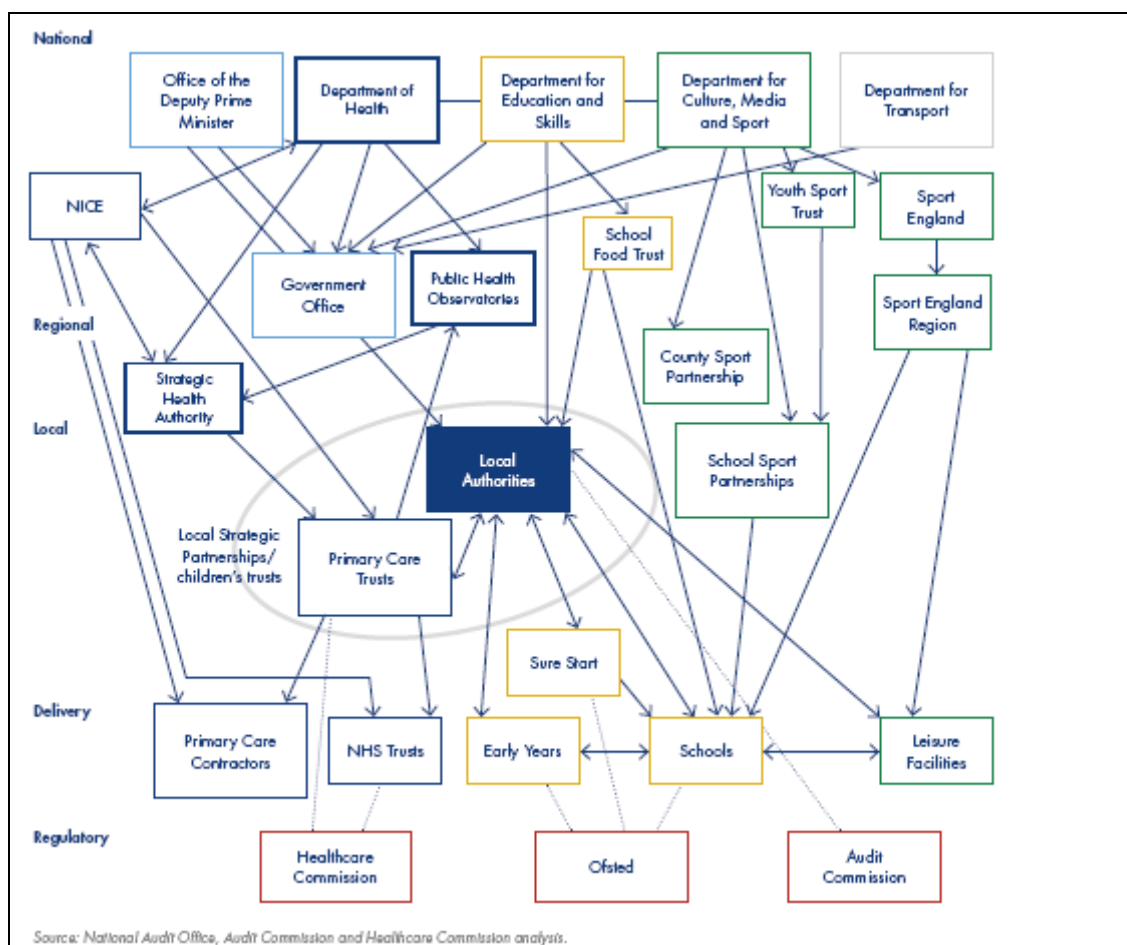 National
Office of the
Deputy Prime
Minister
Department of
Health
Department for
Education and
Skills
Department for
Culture, Media
and Sport
Department for
Transport
NICE
Youth Sport
Trust
Sport
England
School
Food Trust
Government
Office
Public Health
Observatories
Sport England
Region
Regional
County Sport
Partnership
Strategic
Health
Authority
Local
Local
Authorities
School Sport
Partnerships
Local Strategic
Partnerships/
children's trusts
Primary Care
Trusts
Sure Start
Delivery
Primary Care
Contractors
NHS Trusts
Early Years
Schools
Leisure
Facilities
Regulatory
Healthcare
Commission
Ofsted
Audit
Commission
Source: National Audit Office, Audit Commission and Healthcare Commission analysis.